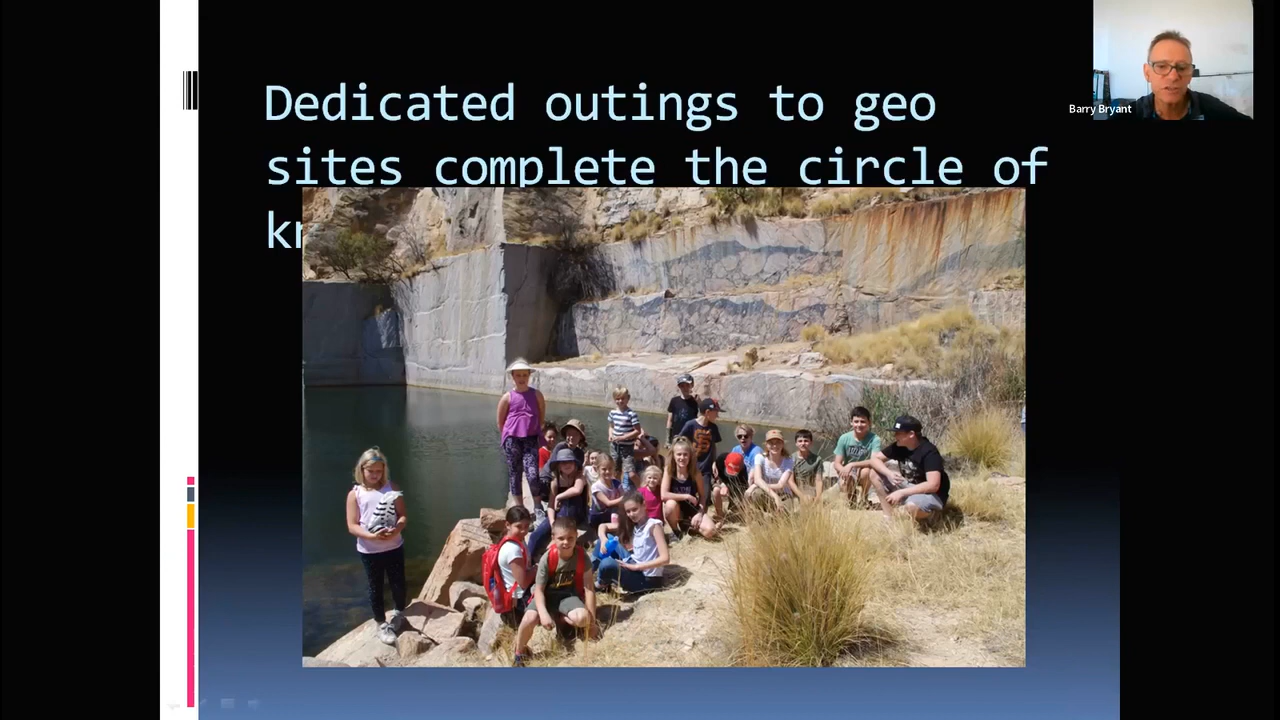 Dedicated outings to geo
sites complete the circle of
Barry Bryant